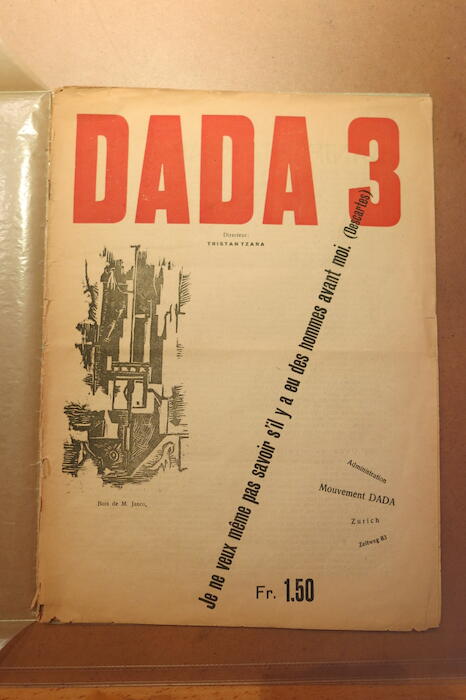 DADA 3
Directeur:
TRISTAN TZARA
Je ne veux même pas savoir s'il y a eu des hommes avant moi. (Descartes)
Bois de M. Janco,
Administration
Mouvement DADA
Zurich
Zeltweg 83
Fr. 1.50